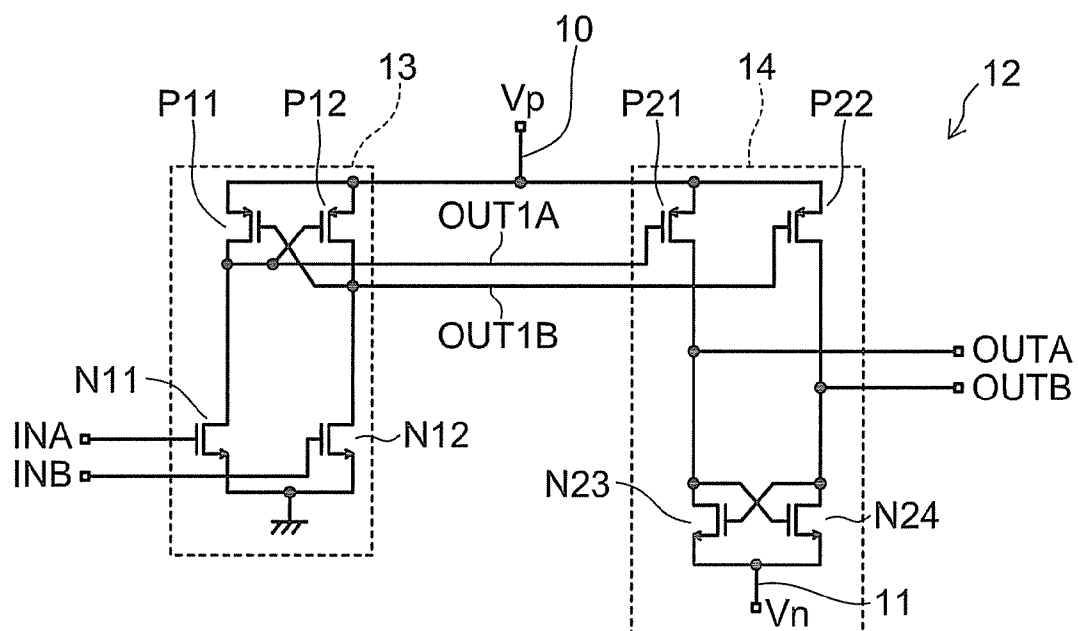 10
13
14
12
P11
P12
Vp
P21
P22
OUT1A
OUT1B
OUTA
OUTB
N11
INA
INB
N12
N23
N24
11
Vn